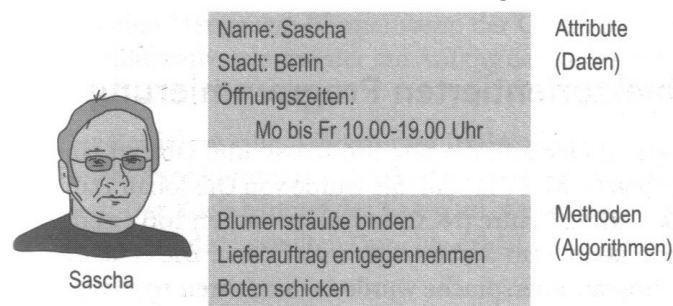 Name: Sascha
Stadt: Berlin
Öffnungszeiten:
Mo bis Fr 10.00-19.00 Uhr
Attribute
(Daten)
Sascha
Blumensträuße binden
Lieferauftrag entgegennehmen
Boten schicken
Methoden
(Algorithmen)